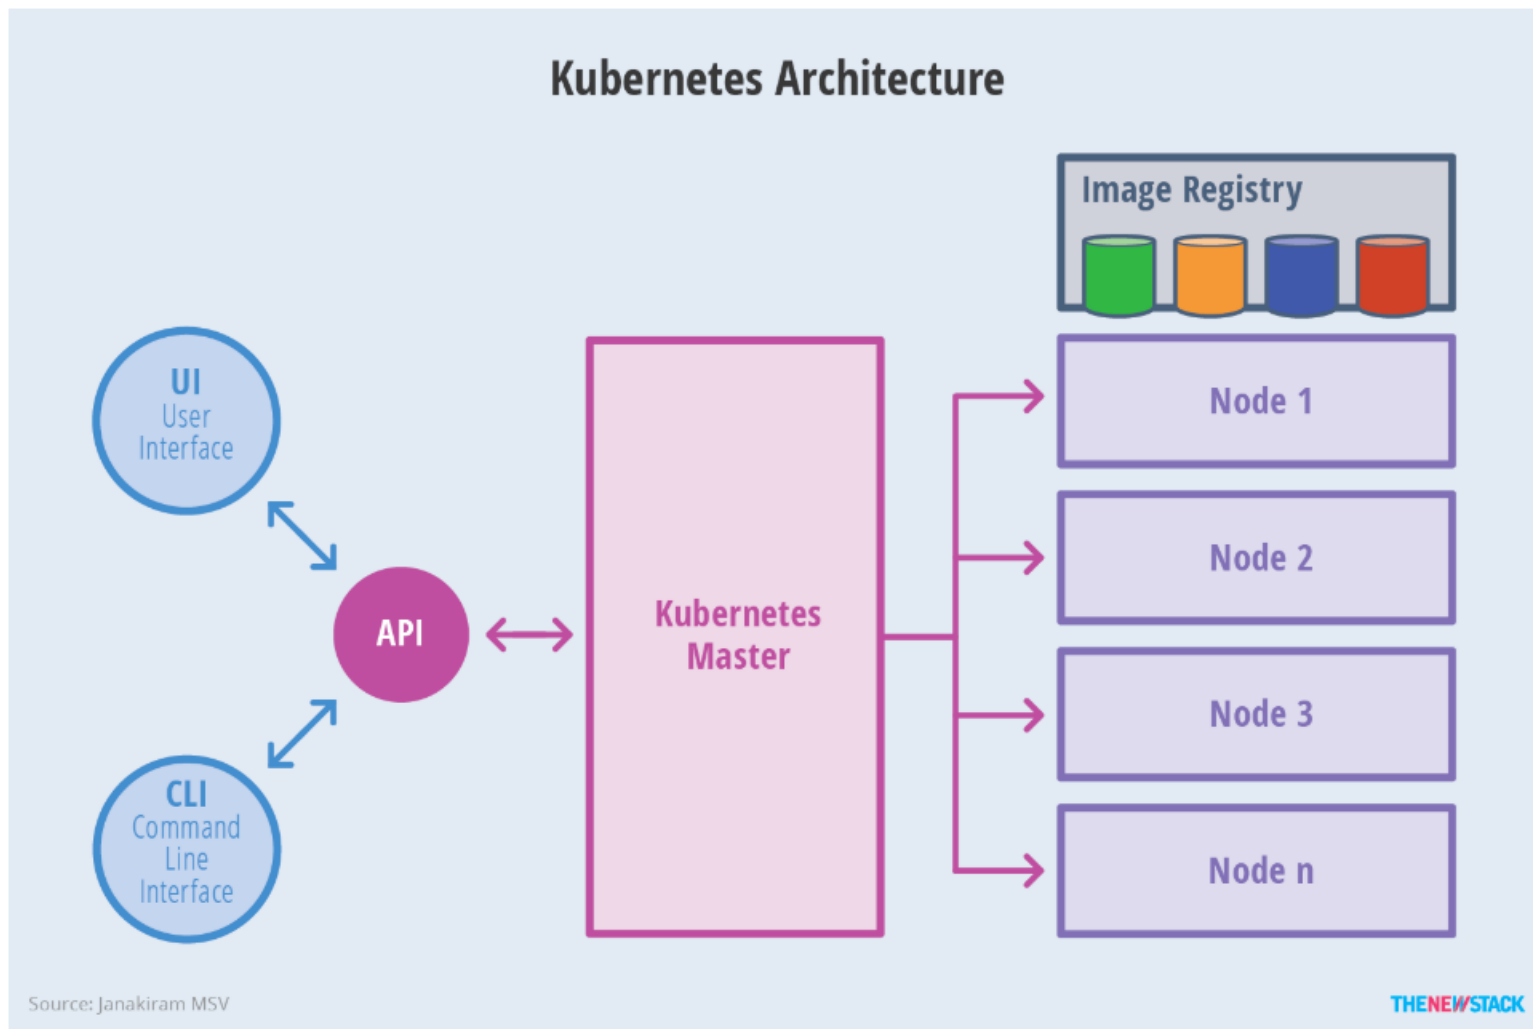 Kubernetes Architecture
Image Registry
UI
User
Interface
API
CLI
Command
Line
Interface
Kubernetes
Master
Node 1
Node 2
Node 3
Node n
Source: Janakiram MSV
THENEWSTACK